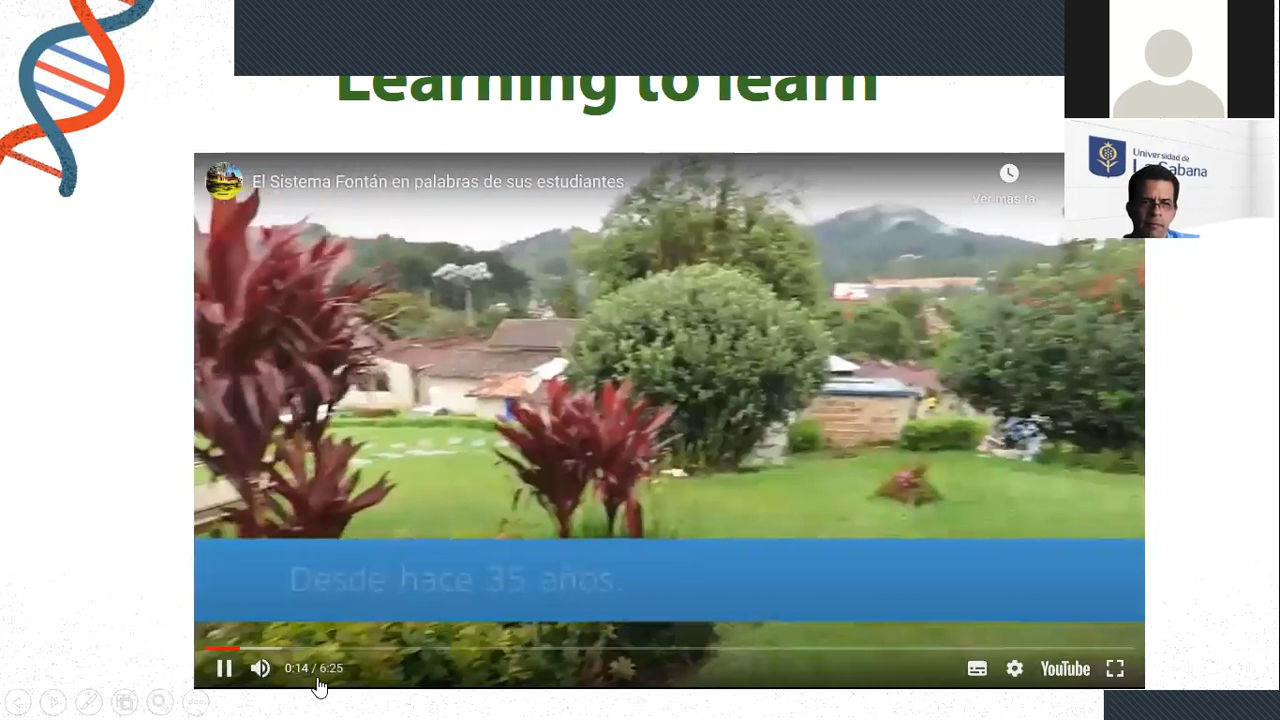 Learning to learn
El Sistema Fontán en palabras de sus estudiantes
Universidad de
La Sabana
Desde hace 35 años.
0:14 / 6:25
YouTube